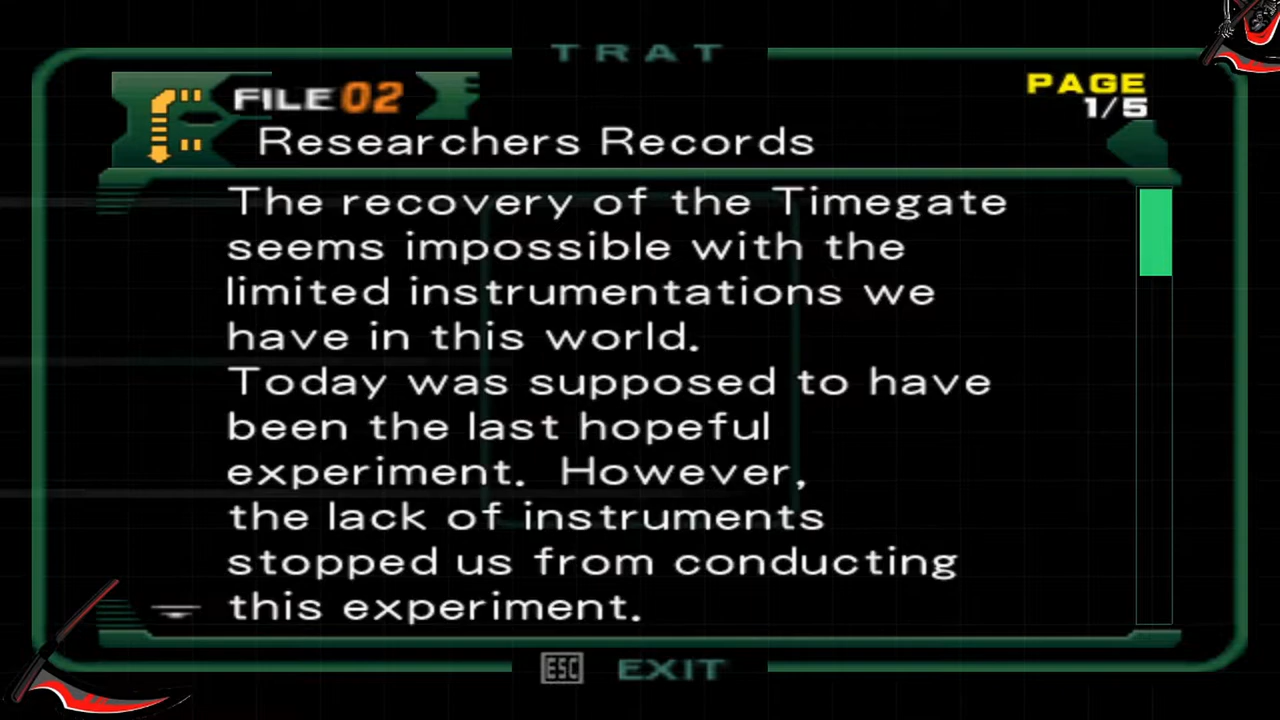 TRAT
FILE 02
PAGE
1/5
Researchers Records
The recovery of the Timegate
seems impossible with the
limited instrumentations we
have in this world.
Today was supposed to have
been the last hopeful
experiment. However,
the lack of instruments
stopped us from conducting
this experiment.
ESC EXIT